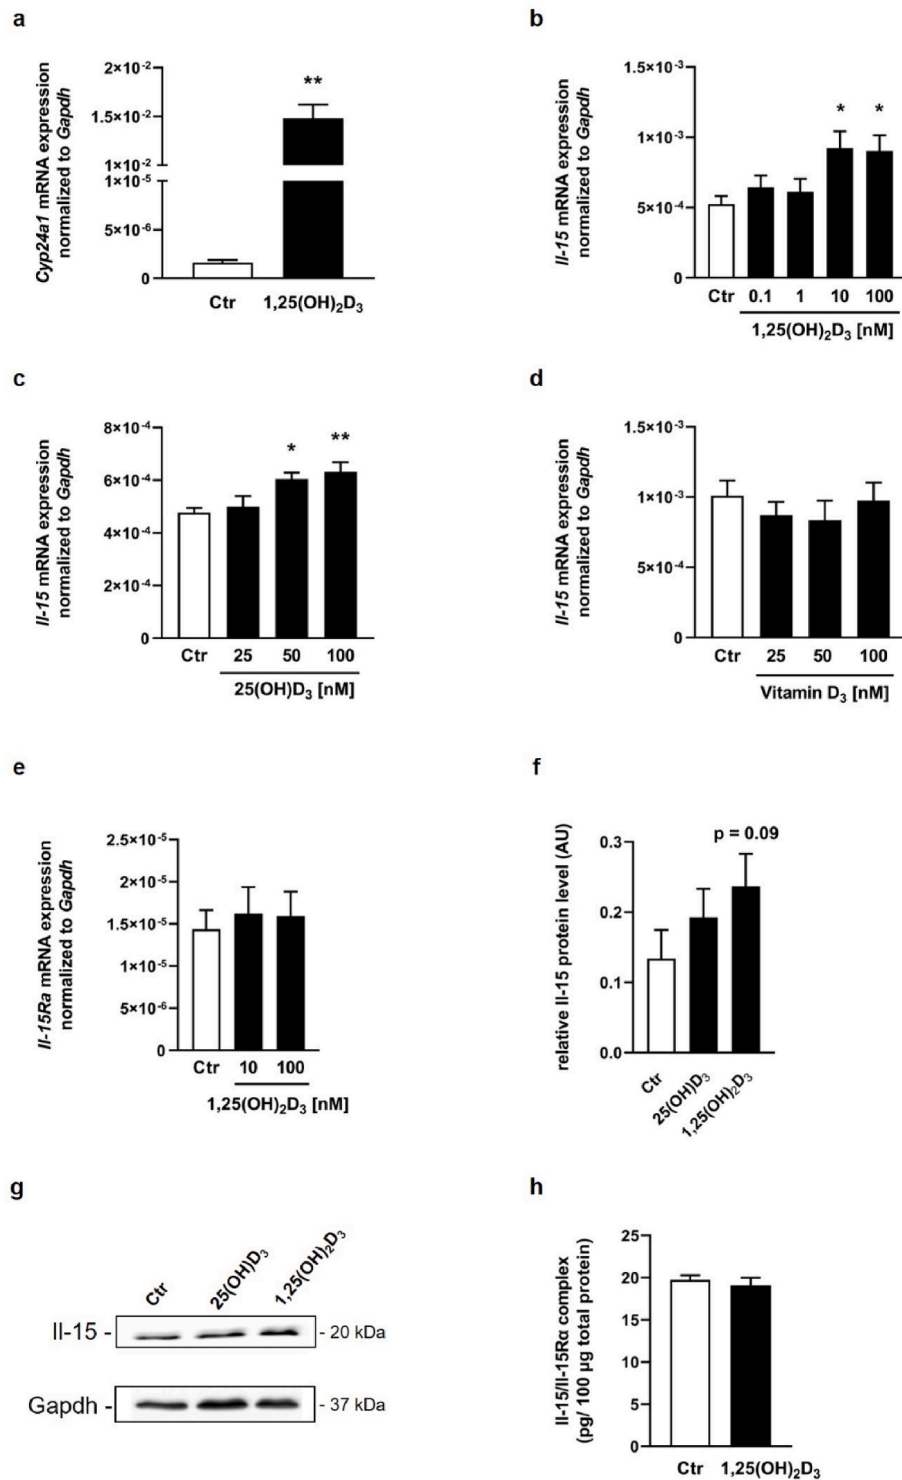 a
Cyp24a1 mRNA expression
normalized to Gapdh
2×10⁻²
1.5×10⁻²
1×10⁻²
1×10⁻⁵
5×10⁻⁶
0
**
Ctr 1,25(OH)₂D₃
b
Il-15 mRNA expression
normalized to Gapdh
1.5×10⁻³
1×10⁻³
5×10⁻⁴
0
* *
Ctr 0.1 1 10 100
1,25(OH)₂D₃ [nM]
c
Il-15 mRNA expression
normalized to Gapdh
8×10⁻⁴
6×10⁻⁴
4×10⁻⁴
2×10⁻⁴
0
* **
Ctr 25 50 100
25(OH)D₃ [nM]
d
Il-15 mRNA expression
normalized to Gapdh
1.5×10⁻³
1×10⁻³
5×10⁻⁴
0
Ctr 25 50 100
Vitamin D₃ [nM]
e
Il-15Ra mRNA expression
normalized to Gapdh
2.5×10⁻⁵
2×10⁻⁵
1.5×10⁻⁵
1×10⁻⁵
5×10⁻⁶
0
Ctr 10 100
1,25(OH)₂D₃ [nM]
f
relative Il-15 protein level (AU)
p = 0.09
0.3
0.2
0.1
0.0
Ctr
25(OH)D₃
1,25(OH)₂D₃
g
Ctr
25(OH)D₃
1,25(OH)₂D₃
Il-15 - - 20 kDa
Gapdh - - 37 kDa
h
Il-15/Il-15Rα complex
(pg/ 100 µg total protein)
25
20
15
10
5
0
Ctr 1,25(OH)₂D₃